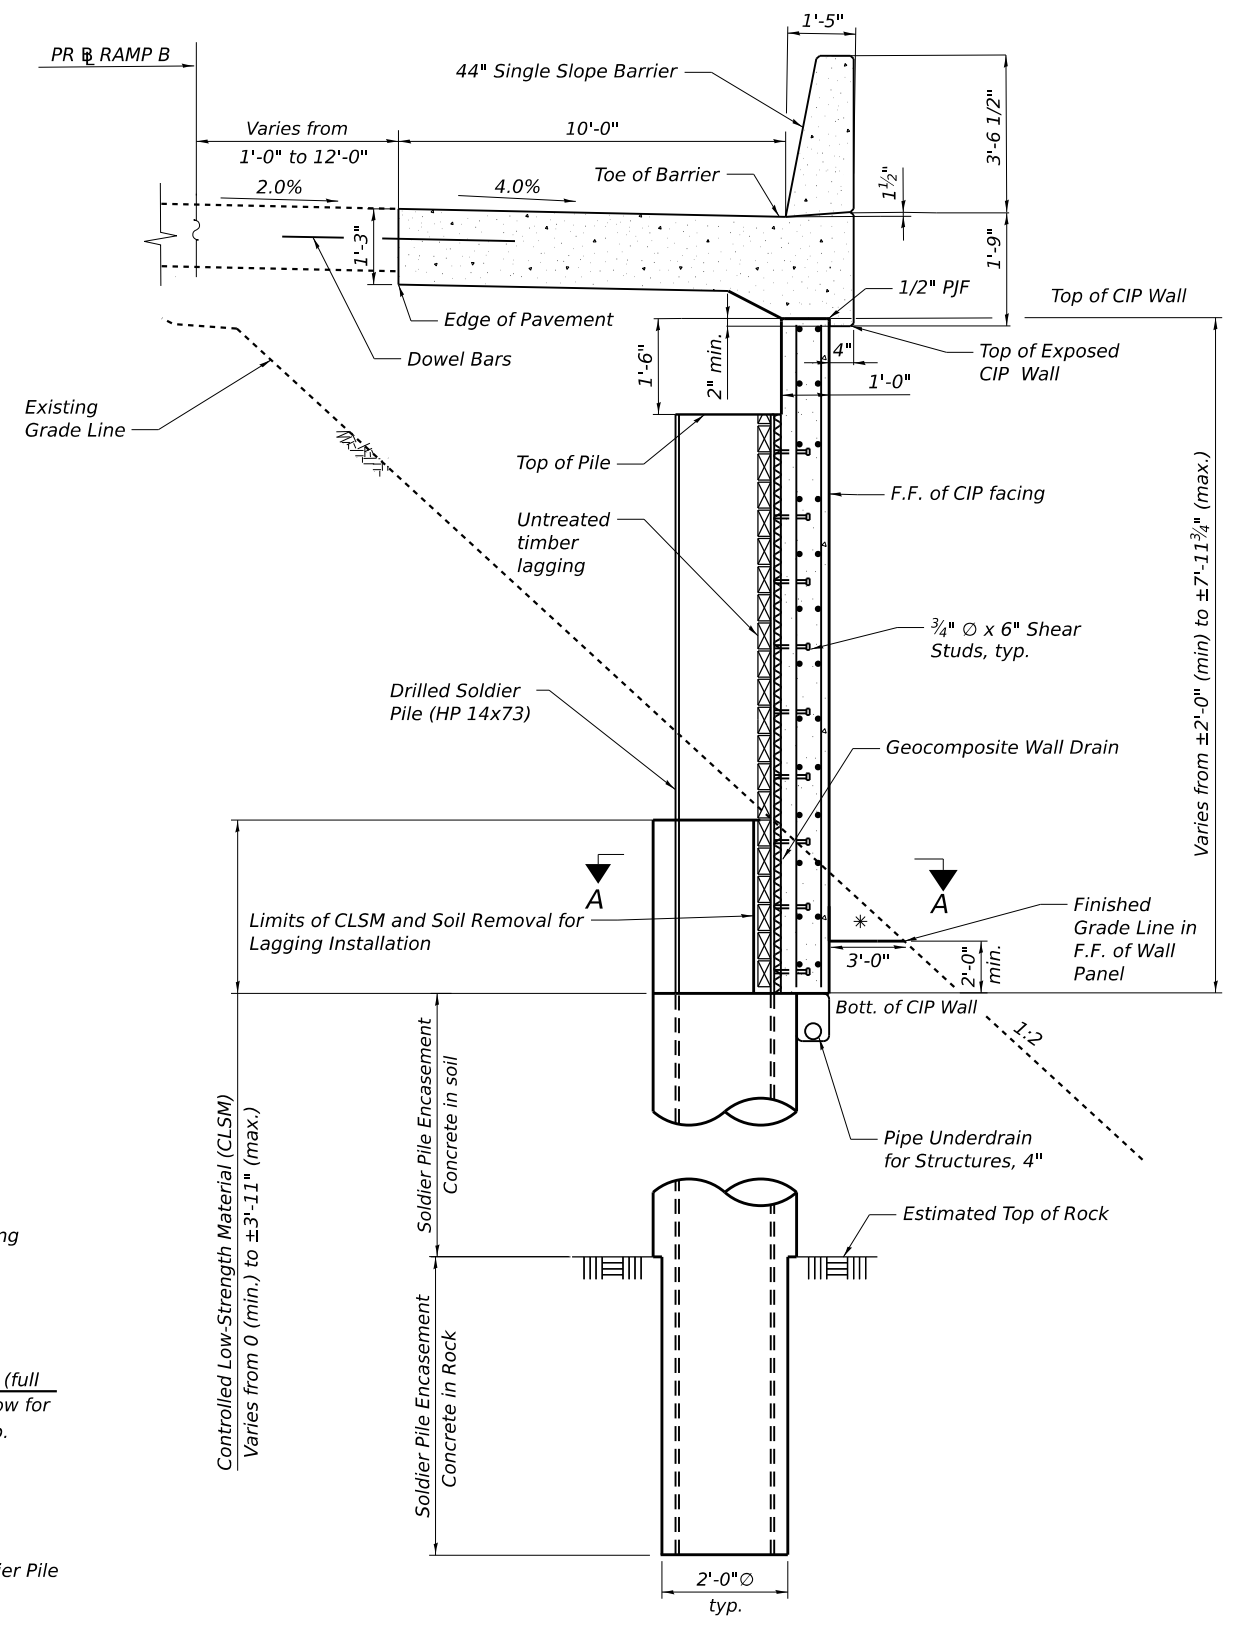 1'-5"
PR ⅊ RAMP B
44" Single Slope Barrier
3'-6 1/2"
Varies from
1'-0" to 12'-0"
10'-0"
Toe of Barrier
1½"
2.0%
4.0%
1'-3"
1'-9"
1/2" PJF
Top of CIP Wall
Edge of Pavement
Dowel Bars
1'-6"
2" min.
4"
1'-0"
Top of Exposed
CIP Wall
Existing
Grade Line
Top of Pile
F.F. of CIP facing
Untreated
timber
lagging
Varies from ±2'-0" (min) to ±7'-11¾" (max.)
¾" ∅ x 6" Shear
Studs, typ.
Drilled Soldier
Pile (HP 14x73)
Geocomposite Wall Drain
A
A
Limits of CLSM and Soil Removal for
Lagging Installation
*
Finished
Grade Line in
F.F. of Wall
Panel
3'-0"
2'-0"
min.
Bott. of CIP Wall
1:2
Soldier Pile Encasement
Concrete in soil
Controlled Low-Strength Material (CLSM)
Varies from 0 (min.) to ±3'-11" (max.)
Pipe Underdrain
for Structures, 4"
Estimated Top of Rock
ng
Soldier Pile Encasement
Concrete in Rock
(full
ow for
ier Pile
2'-0"∅
typ.